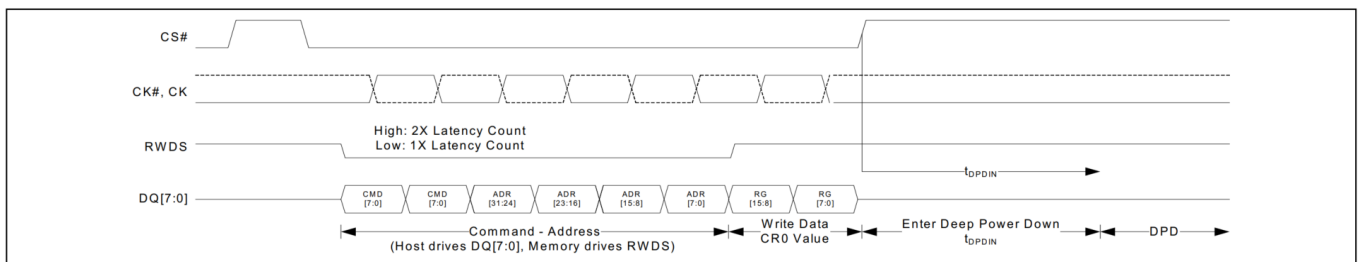 CS#
CK#, CK
High: 2X Latency Count
Low: 1X Latency Count
RWDS
tDPDIN
DQ[7:0]
CMD [7:0]
CMD [7:0]
ADR [31:24]
ADR [23:16]
ADR [15:8]
ADR [7:0]
RG [15:8]
RG [7:0]
Command - Address
(Host drives DQ[7:0], Memory drives RWDS)
Write Data
CR0 Value
Enter Deep Power Down
tDPDIN
DPD